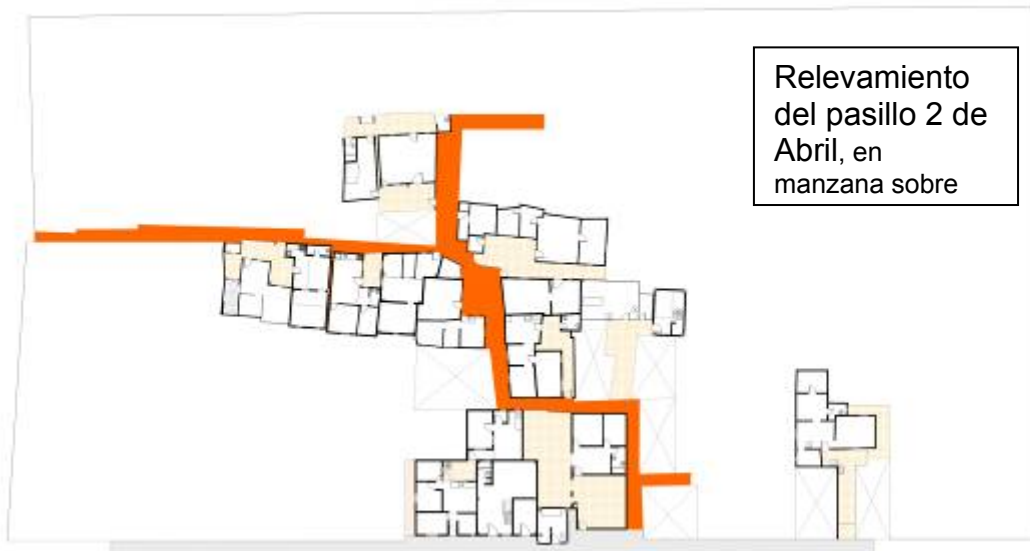 Relevamiento
del pasillo 2 de
Abril, en
manzana sobre